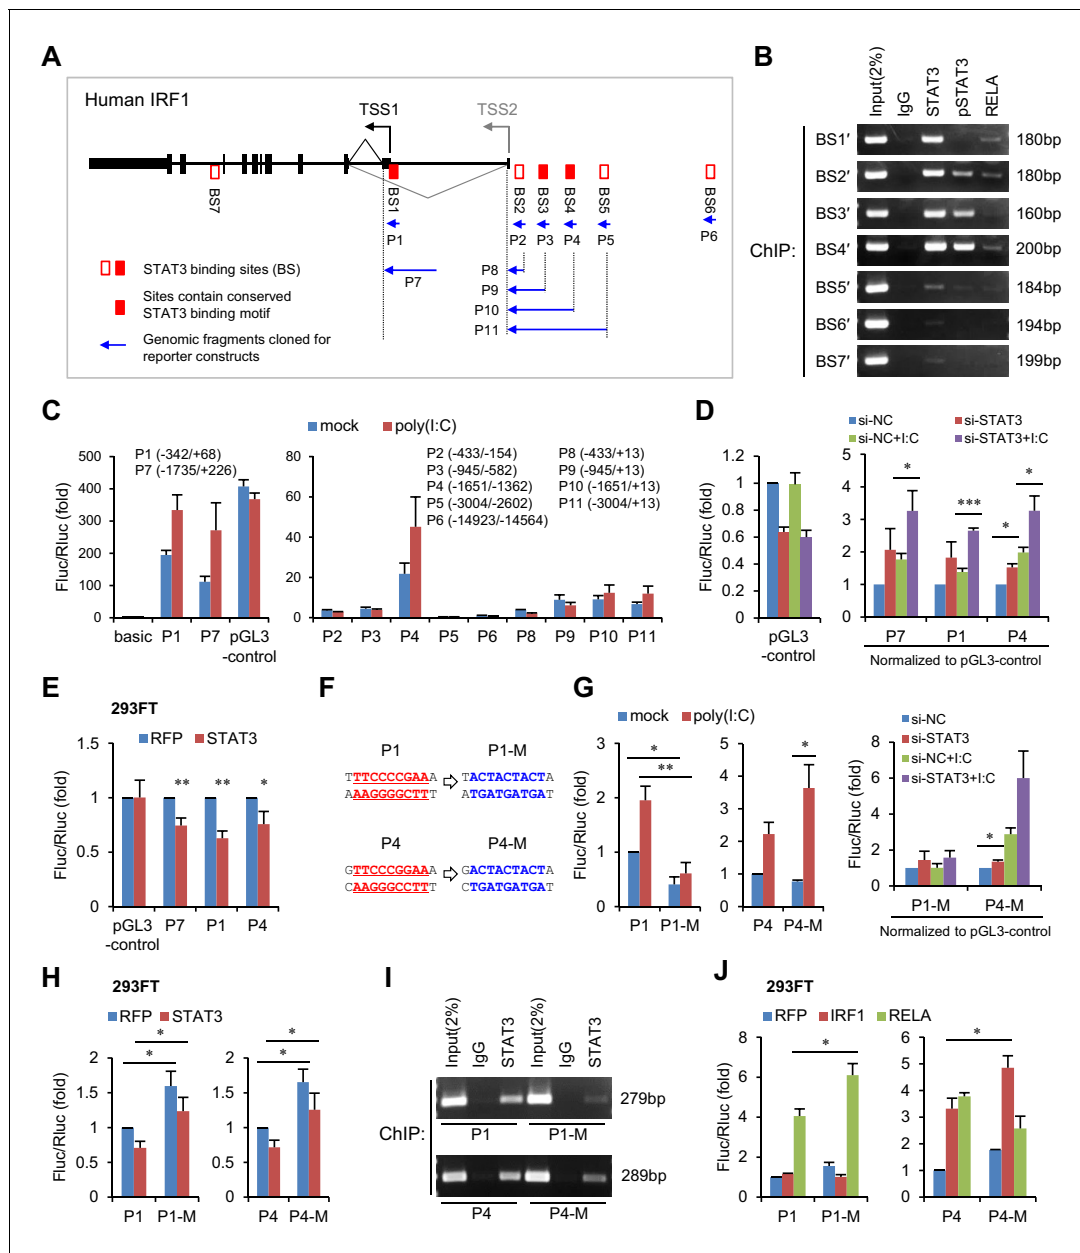 A
Human IRF1
TSS1
TSS2
BS7
BS1
BS2
BS3
BS4
BS5
BS6
P1
P2
P3
P4
P5
P6
P7
P8
P9
P10
P11
STAT3 binding sites (BS)
Sites contain conserved
STAT3 binding motif
Genomic fragments cloned for
reporter constructs
B
Input(2%)
IgG
STAT3
pSTAT3
RELA
ChIP:
BS1′ 180bp
BS2′ 180bp
BS3′ 160bp
BS4′ 200bp
BS5′ 184bp
BS6′ 194bp
BS7′ 199bp
C
mock poly(I:C)
Fluc/Rluc (fold)
500
400
300
200
100
0
P1 (-342/+68)
P7 (-1735/+226)
basic P1 P7 pGL3
-control
80
60
40
20
0
P2 (-433/-154)
P3 (-945/-582)
P4 (-1651/-1362)
P5 (-3004/-2602)
P6 (-14923/-14564)
P8 (-433/+13)
P9 (-945/+13)
P10 (-1651/+13)
P11 (-3004/+13)
P2 P3 P4 P5 P6 P8 P9 P10 P11
D
si-NC si-STAT3
si-NC+I:C si-STAT3+I:C
Fluc/Rluc (fold)
1.2
1
0.8
0.6
0.4
0.2
0
pGL3
-control
5
4
3
2
1
0
* *** * *
P7 P1 P4
Normalized to pGL3-control
E
293FT
RFP STAT3
Fluc/Rluc (fold)
1.5
1
0.5
0
** ** *
pGL3
-control
P7 P1 P4
F
P1 P1-M
TTTCCCCGAAA TACTACTACTA
AAAGGGGCTTT ATGATGATGAT
P4 P4-M
GTTCCCGGAAA GACTACTACTA
CAAGGGCCTTT CTGATGATGAT
G
mock poly(I:C)
Fluc/Rluc (fold)
3
2
1
0
*
**
P1 P1-M
5
4
3
2
1
0
*
P4 P4-M
si-NC
si-STAT3
si-NC+I:C
si-STAT3+I:C
Fluc/Rluc (fold)
8
6
4
2
0
*
P1-M P4-M
Normalized to pGL3-control
H
293FT
RFP STAT3
Fluc/Rluc (fold)
2
1.5
1
0.5
0
*
*
P1 P1-M
2
1.5
1
0.5
0
*
*
P4 P4-M
I
Input(2%)
IgG
STAT3
Input(2%)
IgG
STAT3
ChIP:
279bp
P1 P1-M
289bp
P4 P4-M
J
293FT
RFP IRF1 RELA
Fluc/Rluc (fold)
8
6
4
2
0
*
P1 P1-M
6
5
4
3
2
1
0
*
P4 P4-M